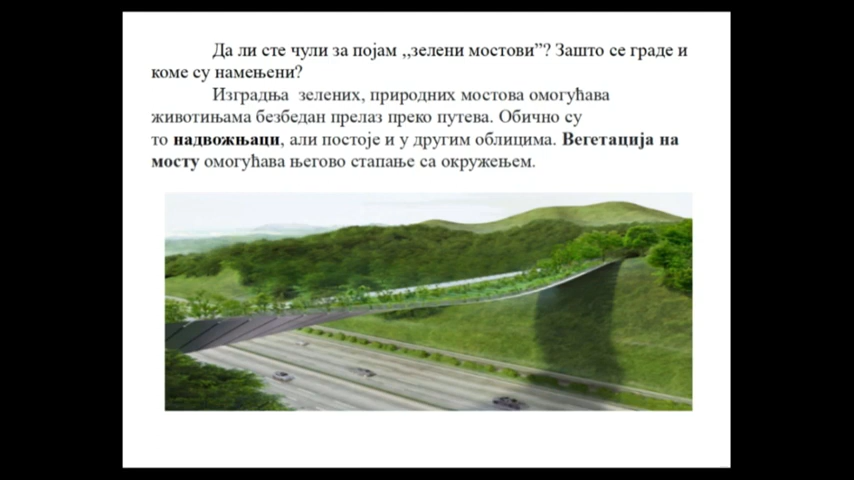 Да ли сте чули за појам ,,зелени мостови”? Зашто се граде и
коме су намењени?
Изградња зелених, природних мостова омогућава
животињама безбедан прелаз преко путева. Обично су
то надвожњаци, али постоје и у другим облицима. Вегетација на
мосту омогућава његово стапање са окружењем.